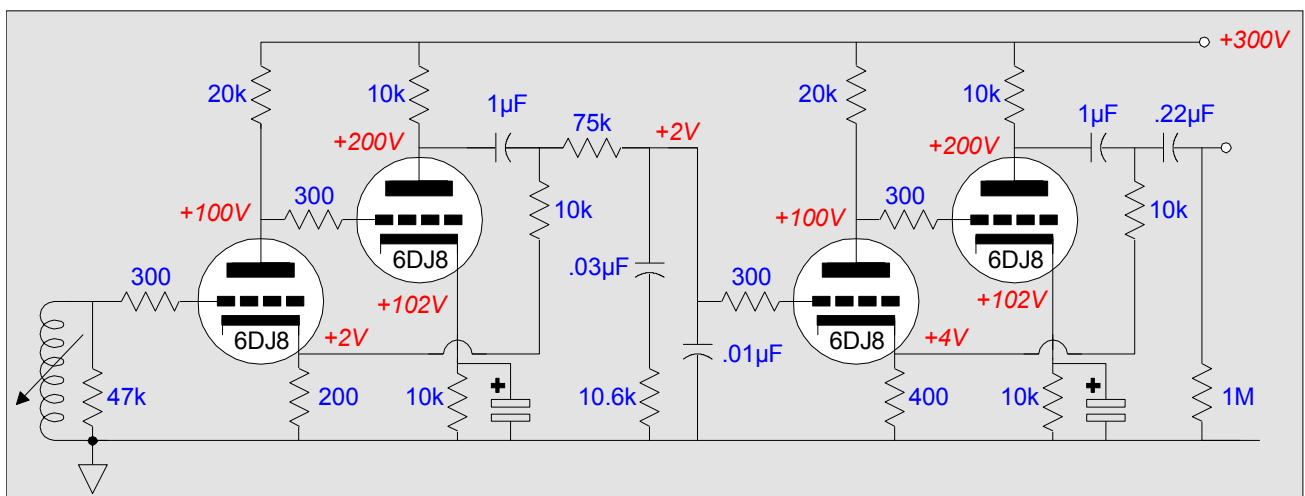 +300V
20k
10k
1µF
75k
+2V
20k
10k
1µF
.22µF
+200V
+200V
300
10k
300
10k
+100V
+100V
6DJ8
6DJ8
300
.03µF
300
+102V
+102V
6DJ8
+2V
6DJ8
+4V
.01µF
47k
200
10k
+
10.6k
400
10k
+
1M